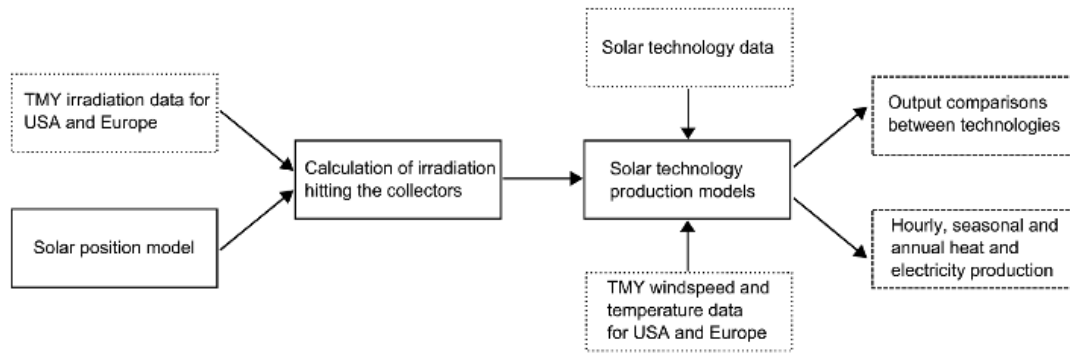 TMY irradiation data for
USA and Europe
Solar position model
Calculation of irradiation
hitting the collectors
Solar technology data
Solar technology
production models
TMY windspeed and
temperature data
for USA and Europe
Output comparisons
between technologies
Hourly, seasonal and
annual heat and
electricity production